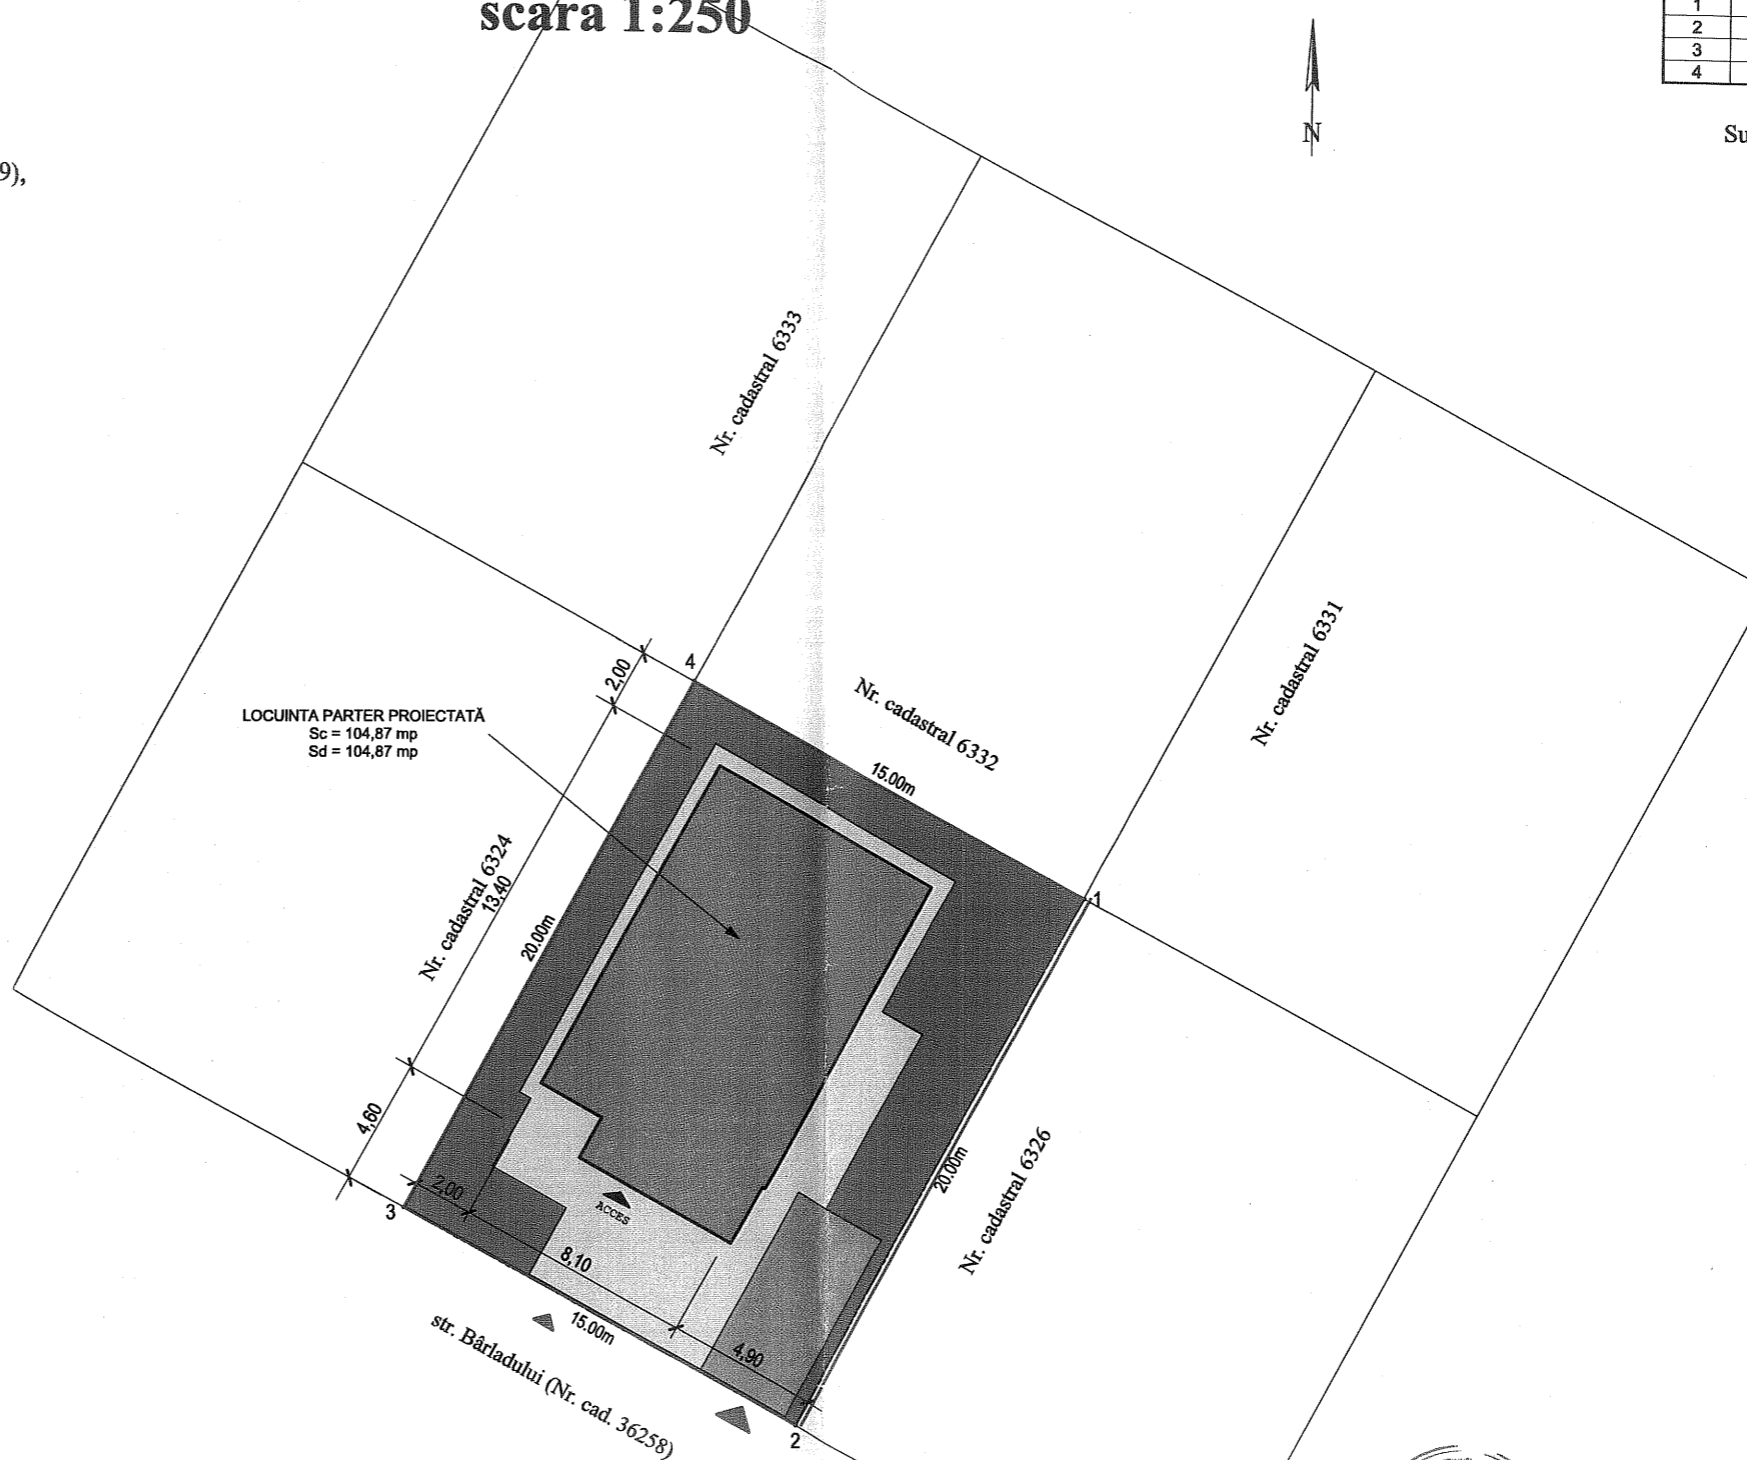 scara 1:250
1
2
3
4
N
Su
9),
Nr. cadastral 6333
Nr. cadastral 6331
4
2,00
Nr. cadastral 6332
15.00m
LOCUINTA PARTER PROIECTATĂ
Sc = 104,87 mp
Sd = 104,87 mp
Nr. cadastral 6324
13,40
20.00m
1
4,60
2,00
3
ACCES
8,10
15.00m
4,90
20.00m
Nr. cadastral 6326
str. Bârladului (Nr. cad. 36258)
2